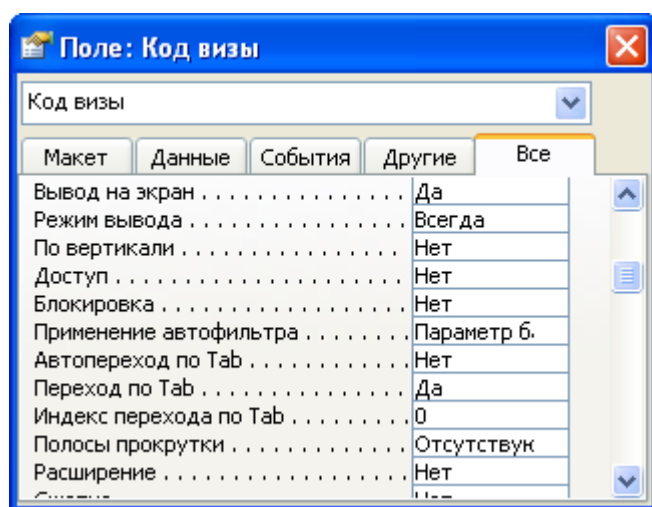 Поле: Код визы
Код визы
Макет Данные События Другие Все
Вывод на экран . . . . . . . . . . . . . . . . Да
Режим вывода . . . . . . . . . . . . . . . . . Всегда
По вертикали . . . . . . . . . . . . . . . . . Нет
Доступ . . . . . . . . . . . . . . . . . . . . . . Нет
Блокировка . . . . . . . . . . . . . . . . . . . Нет
Применение автофильтра . . . . . . . . Параметр б
Автопереход по Tab . . . . . . . . . . . . Нет
Переход по Tab . . . . . . . . . . . . . . . . Да
Индекс перехода по Tab . . . . . . . . . 0
Полосы прокрутки . . . . . . . . . . . . . . Отсутствук
Расширение . . . . . . . . . . . . . . . . . . . Нет